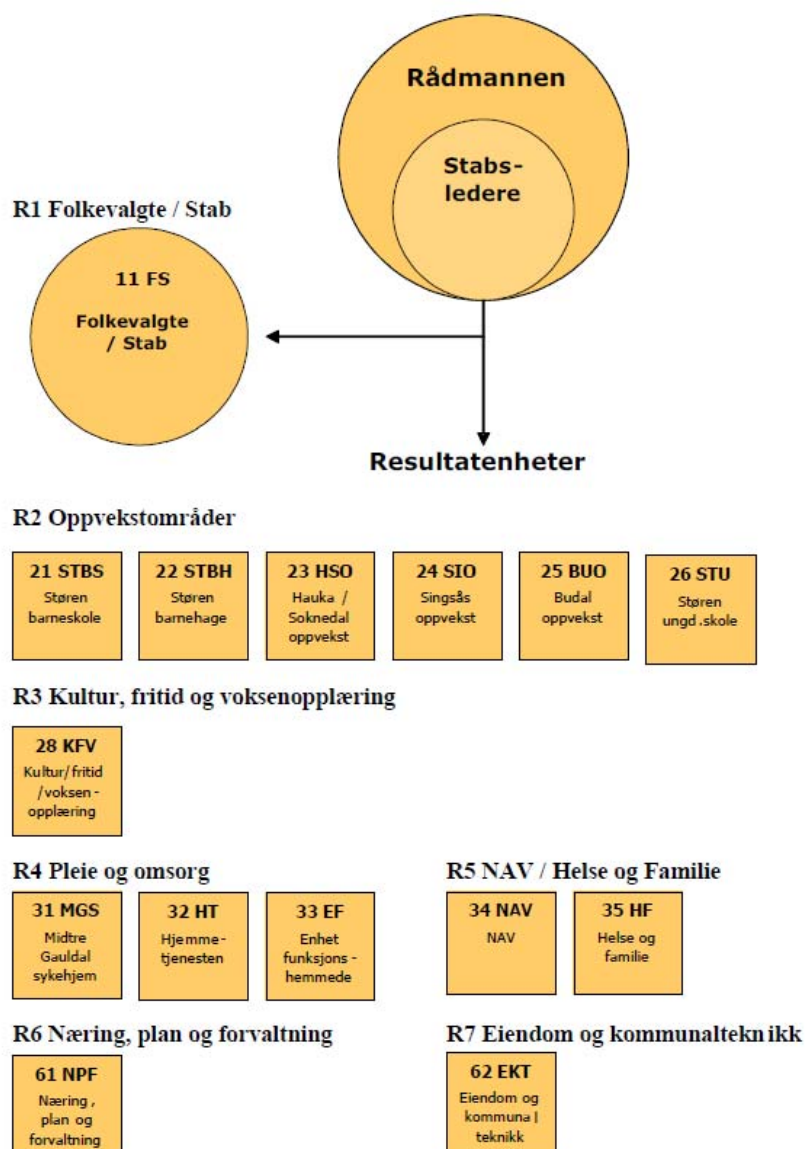 Rådmannen
Stabs-
ledere
R1 Folkevalgte / Stab
11 FS
Folkevalgte
/ Stab
Resultatenheter
R2 Oppvekstområder
21 STBS
Støren
barneskole
22 STBH
Støren
barnehage
23 HSO
Hauka /
Soknedal
oppvekst
24 SIO
Singsås
oppvekst
25 BUO
Budal
oppvekst
26 STU
Støren
ungd.skole
R3 Kultur, fritid og voksenopplæring
28 KFV
Kultur/fritid
/voksen-
opplæring
R4 Pleie og omsorg
31 MGS
Midtre
Gauldal
sykehjem
32 HT
Hjemme-
tjenesten
33 EF
Enhet
funksjons-
hemmede
R5 NAV / Helse og Familie
34 NAV
NAV
35 HF
Helse og
familie
R6 Næring, plan og forvaltning
61 NPF
Næring,
plan og
forvaltning
R7 Eiendom og kommunalteknikk
62 EKT
Eiendom og
kommunal
teknikk